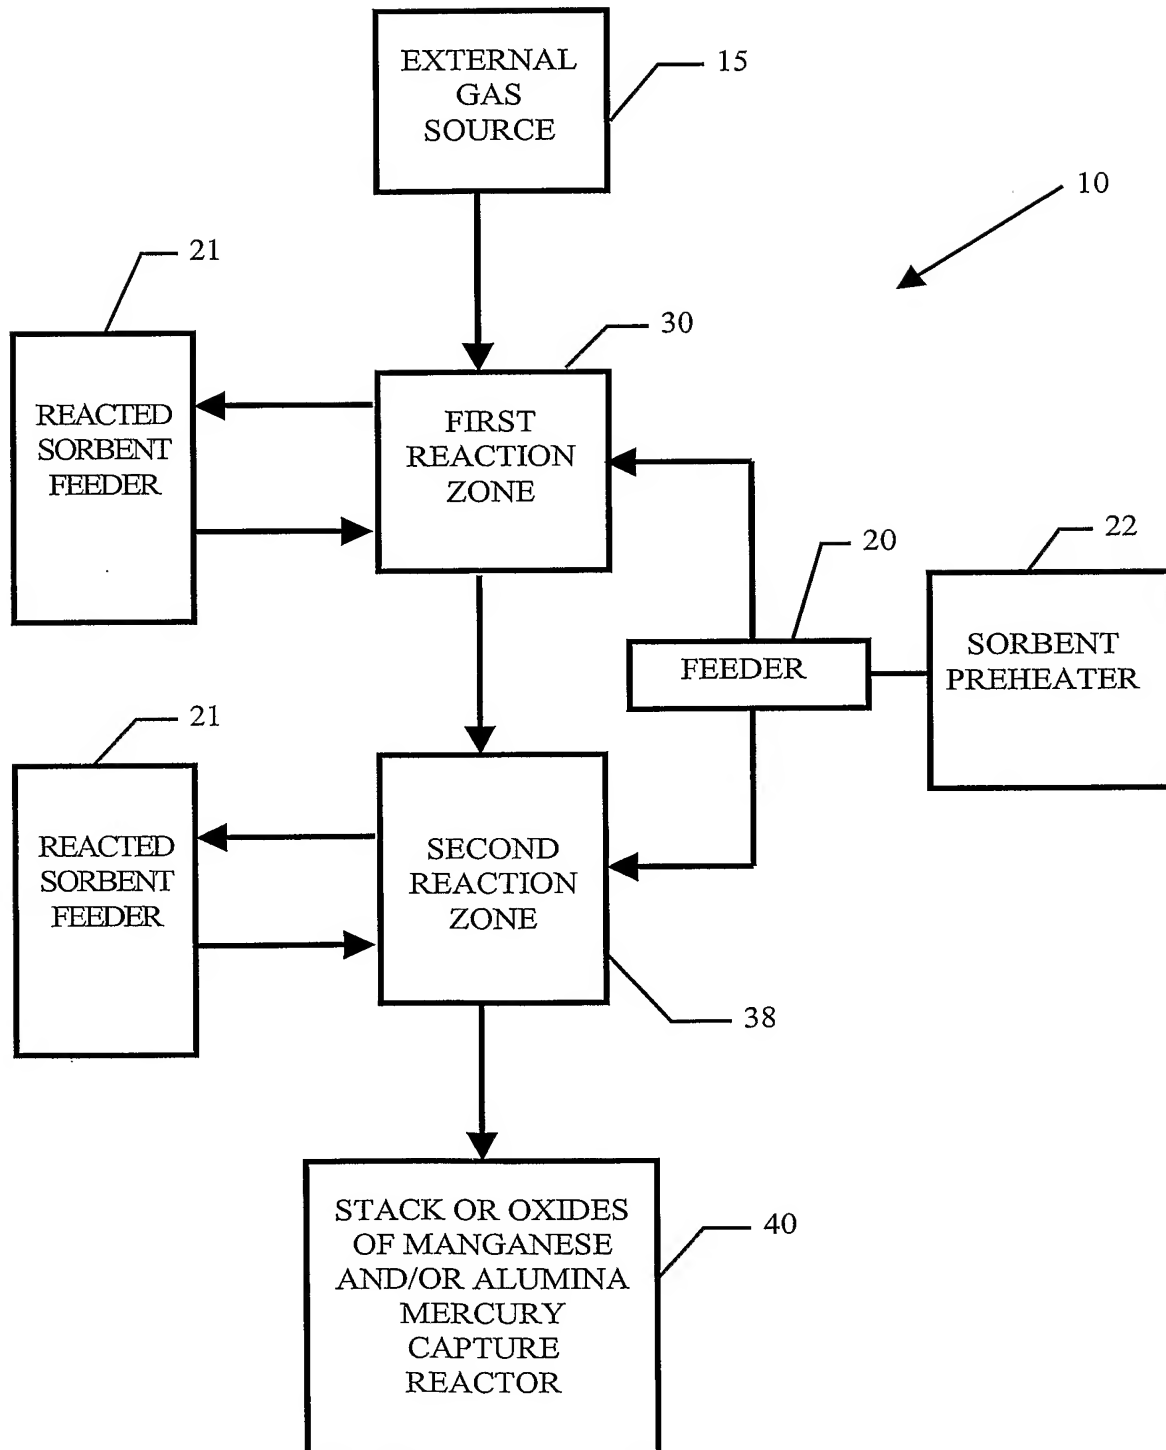 EXTERNAL
GAS
SOURCE
15
10
21
30
REACTED
SORBENT
FEEDER
FIRST
REACTION
ZONE
20
22
FEEDER
SORBENT
PREHEATER
21
REACTED
SORBENT
FEEDER
SECOND
REACTION
ZONE
38
STACK OR OXIDES
OF MANGANESE
AND/OR ALUMINA
MERCURY
CAPTURE
REACTOR
40